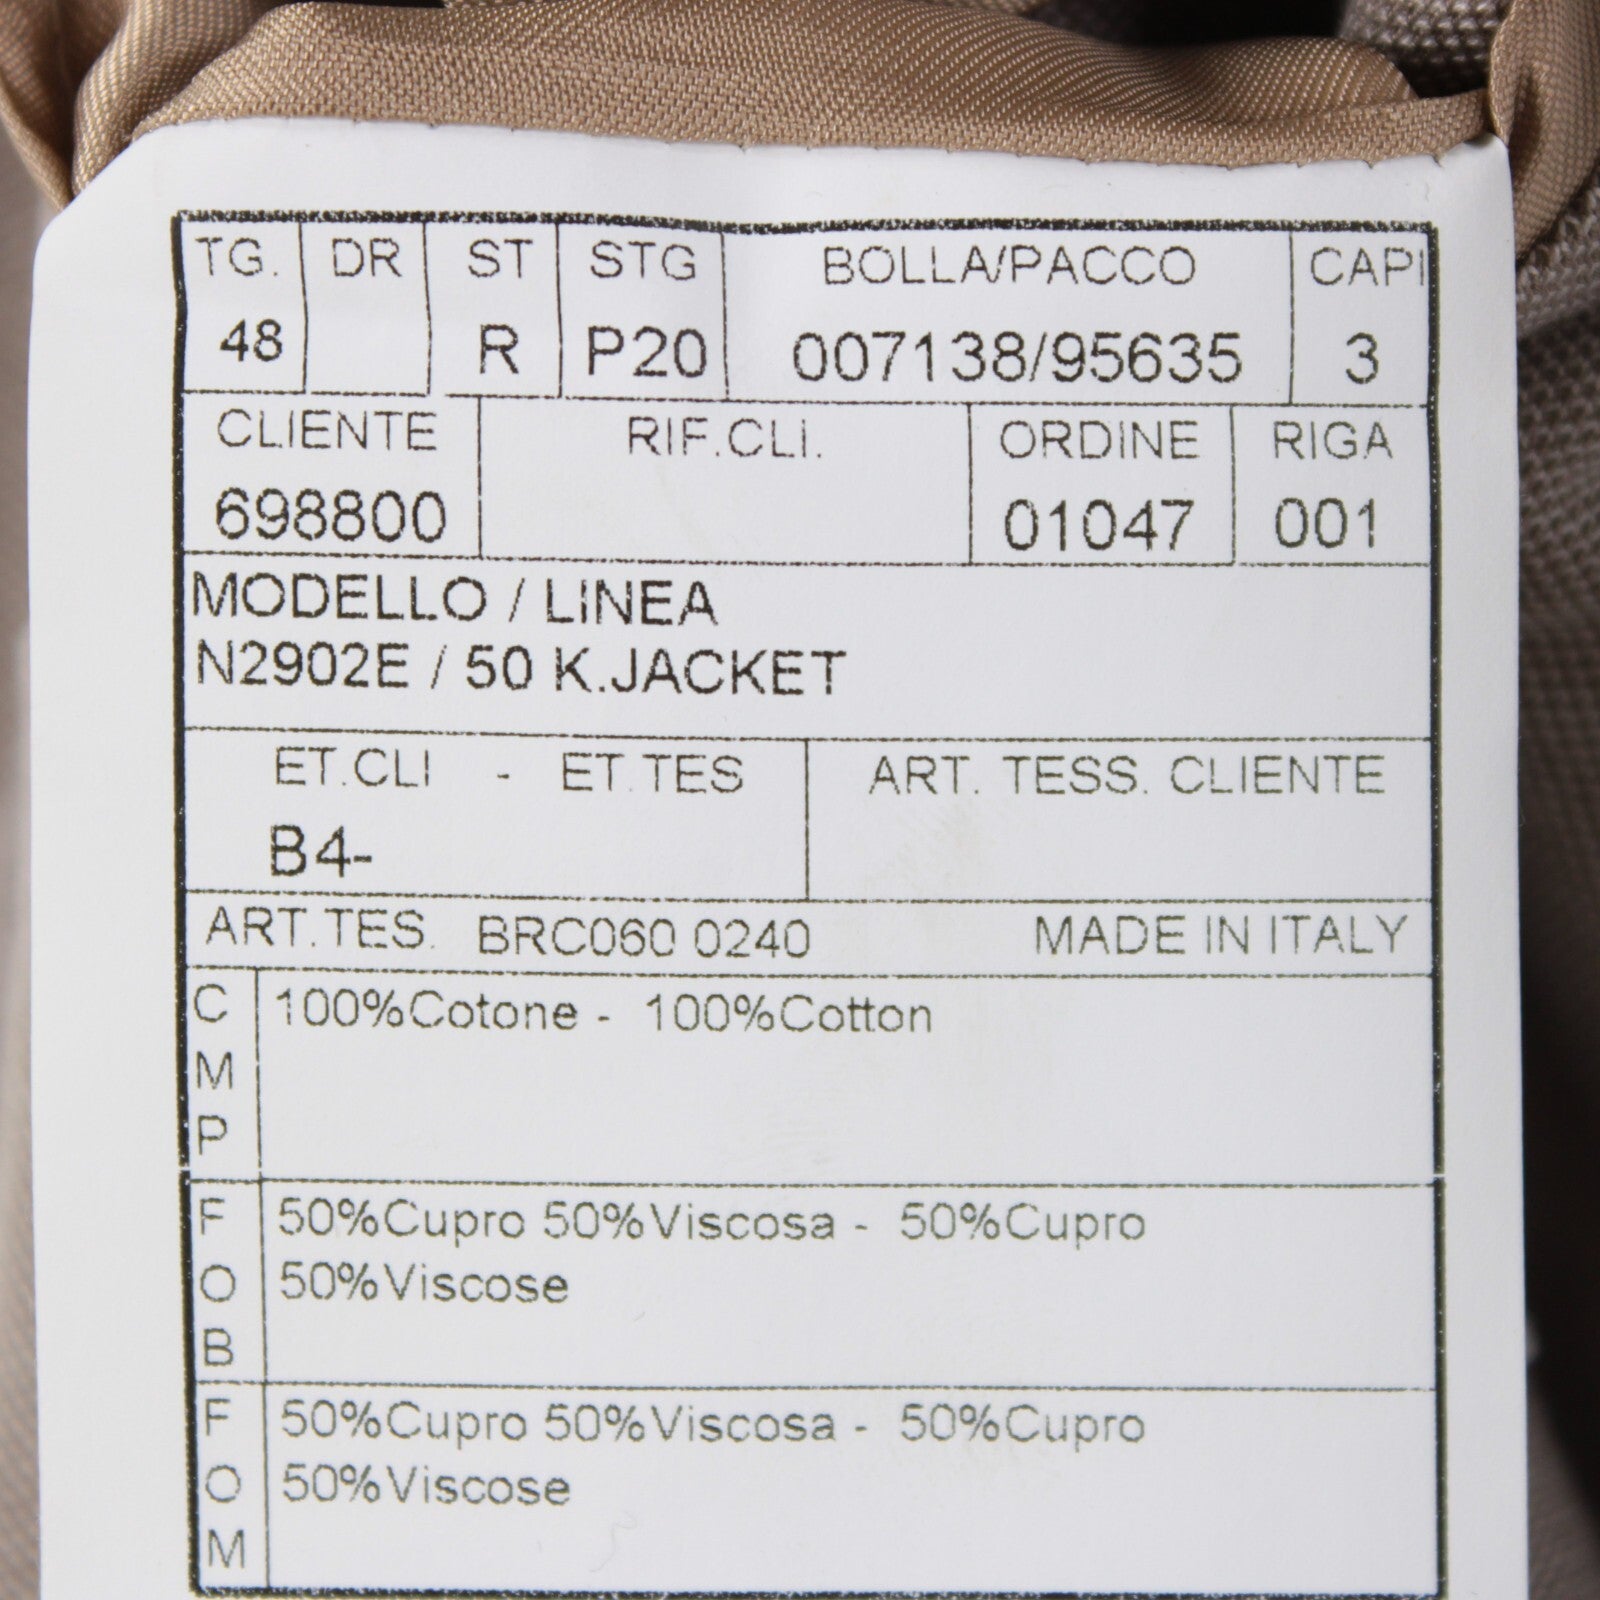 TG. DR ST STG BOLLA/PACCO CAPI
48 R P20 007138/95635 3
CLIENTE RIF.CLI. ORDINE RIGA
698800 01047 001
MODELLO / LINEA
N2902E / 50 K.JACKET
ET.CLI - ET.TES ART. TESS. CLIENTE
B4-
ART.TES. BRC060 0240 MADE IN ITALY
CMP 100%Cotone - 100%Cotton
FOB 50%Cupro 50%Viscosa - 50%Cupro
50%Viscose
FOM 50%Cupro 50%Viscosa - 50%Cupro
50%Viscose